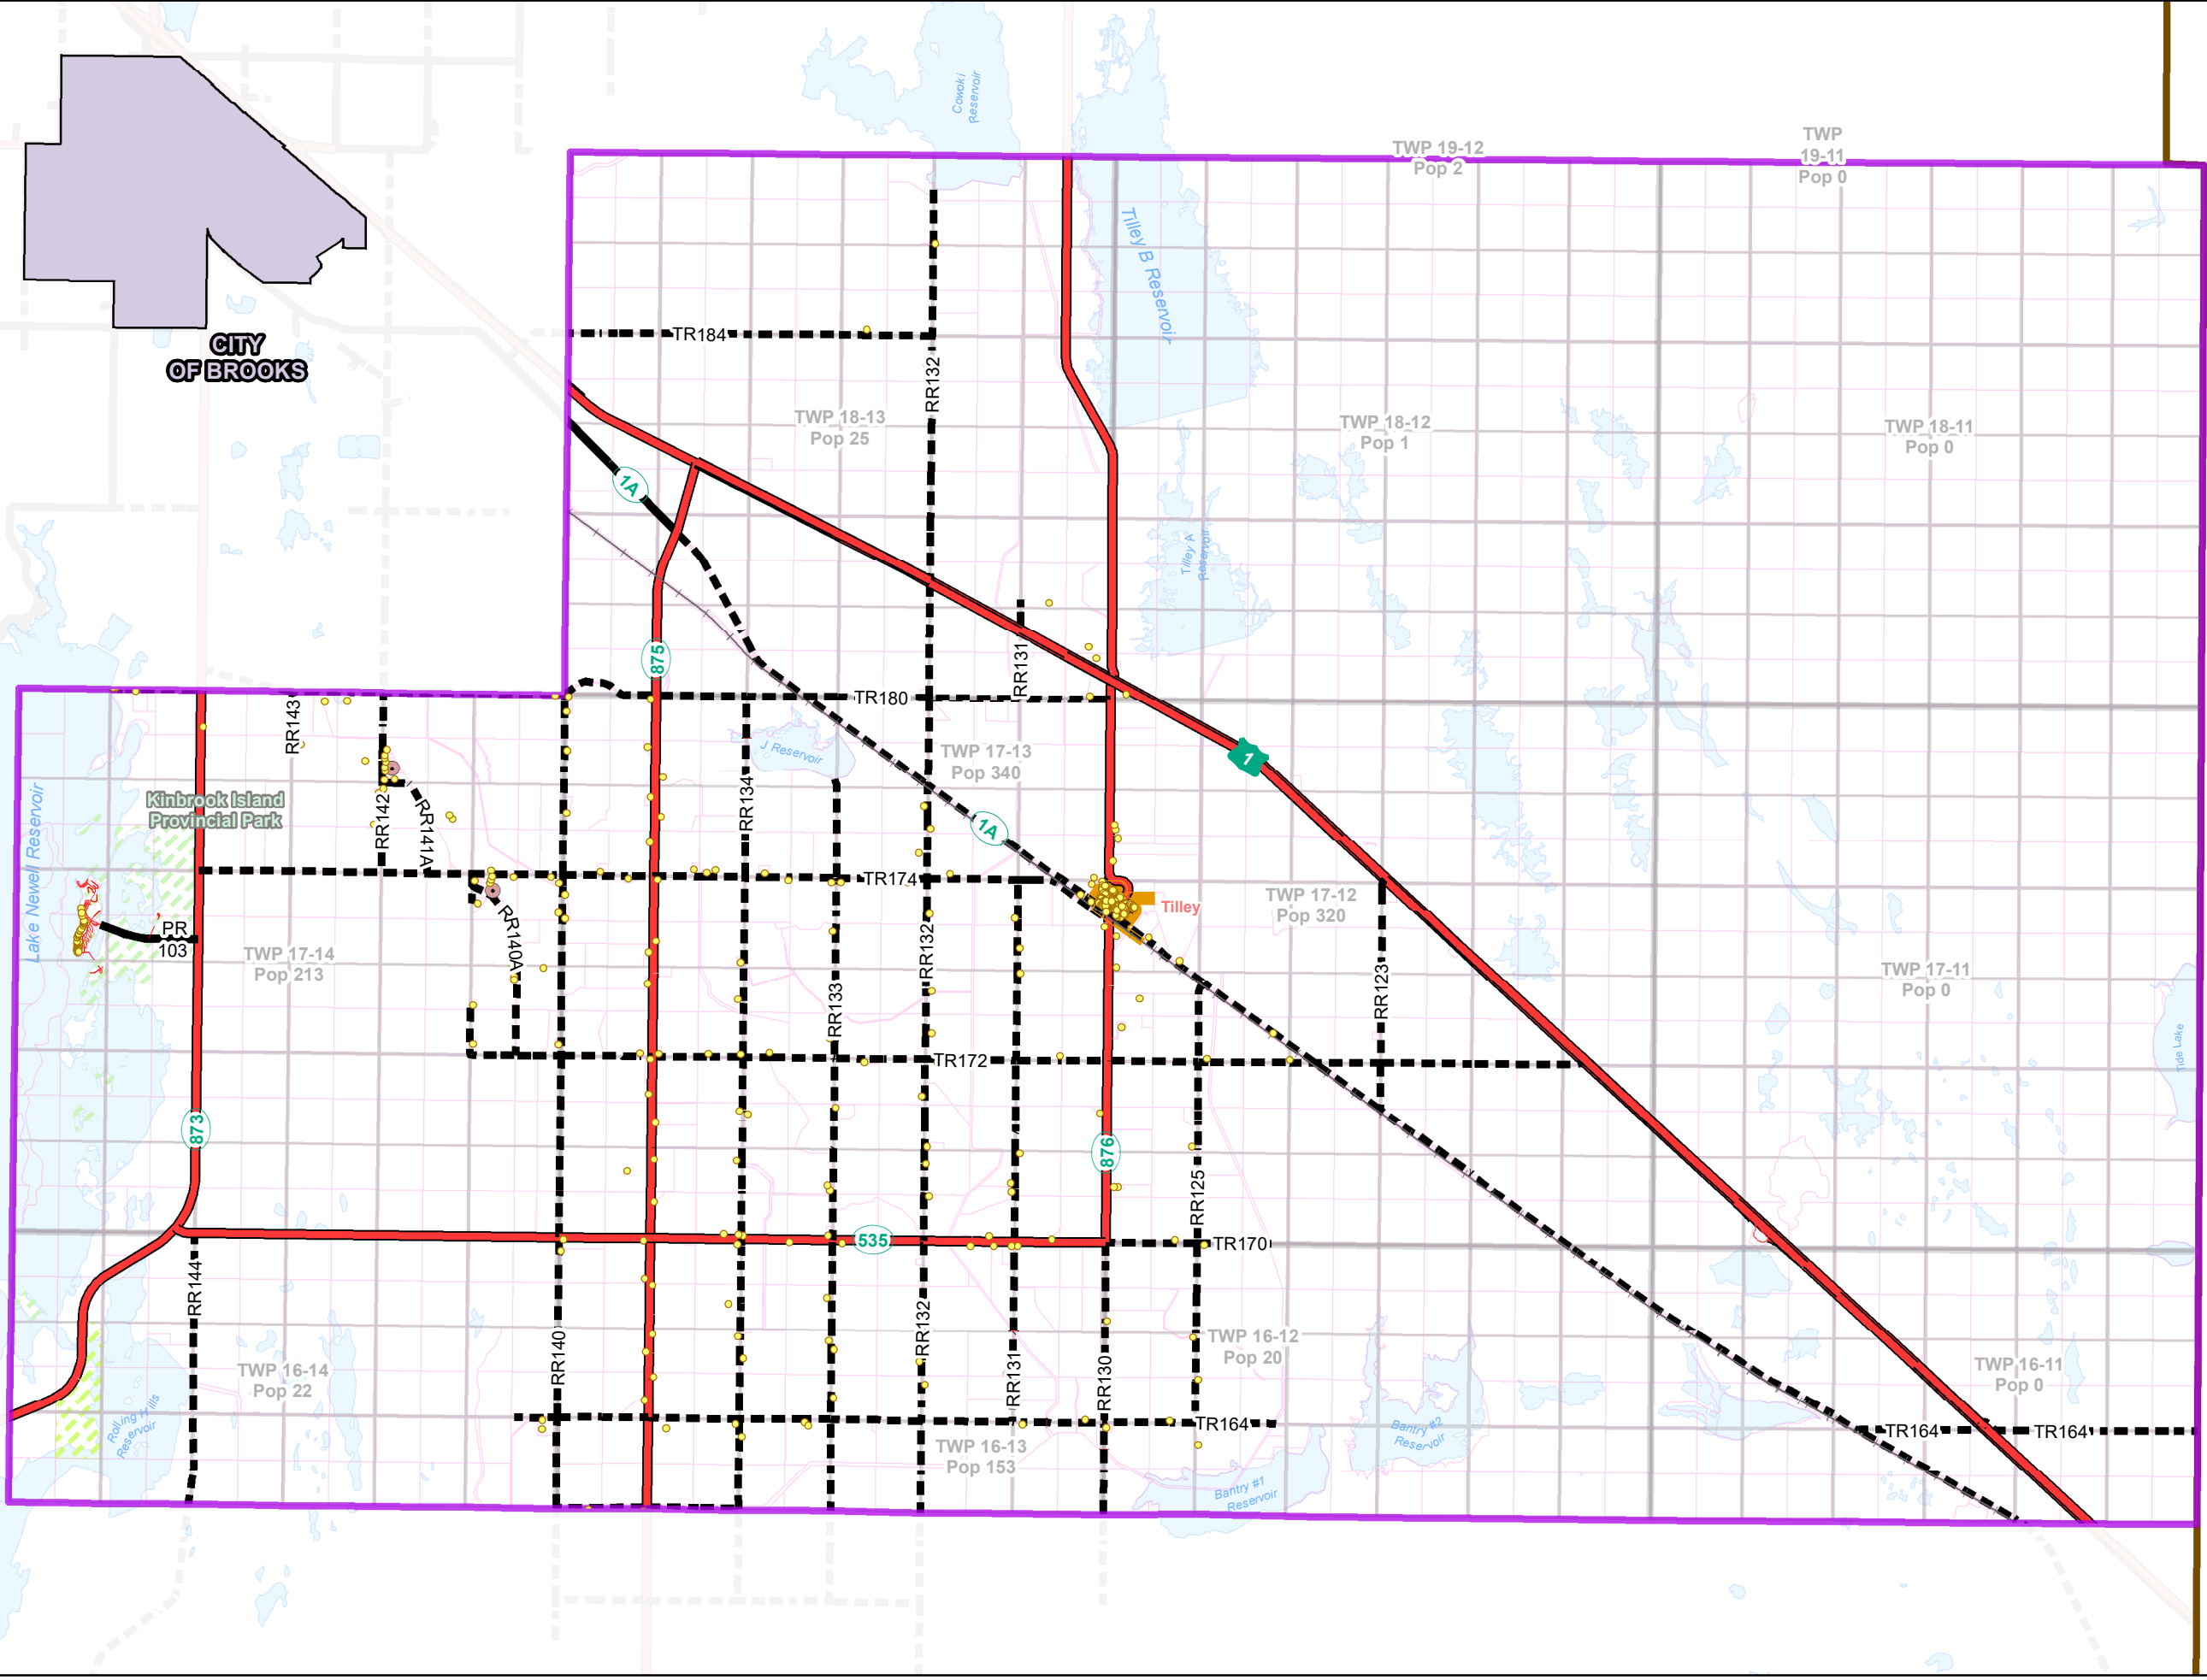 Cowoki
Reservoir
TWP 19-12
Pop 2
TWP
19-11
Pop 0
Tilley B Reservoir
CITY
OF BROOKS
TR184
RR132
TWP 18-13
Pop 25
TWP 18-12
Pop 1
TWP 18-11
Pop 0
1A
Tilley A
Reservoir
875
RR131
TR180
RR143
J Reservoir
TWP 17-13
Pop 340
1
Kinbrook Island
Provincial Park
RR142
RR141A
RR134
1A
Lake Newell Reservoir
TR174
Tilley
TWP 17-12
Pop 320
PR
103
RR140A
TWP 17-14
Pop 213
RR132
RR133
RR123
TWP 17-11
Pop 0
Tide Lake
TR172
873
876
RR125
535
TR170
RR144
RR140
RR132
RR131
RR130
TWP 16-12
Pop 20
TWP 16-14
Pop 22
TWP 16-11
Pop 0
Rolling Hills
Reservoir
TR164
Bantry #2
Reservoir
TR164
TR164
TWP 16-13
Pop 153
Bantry #1
Reservoir